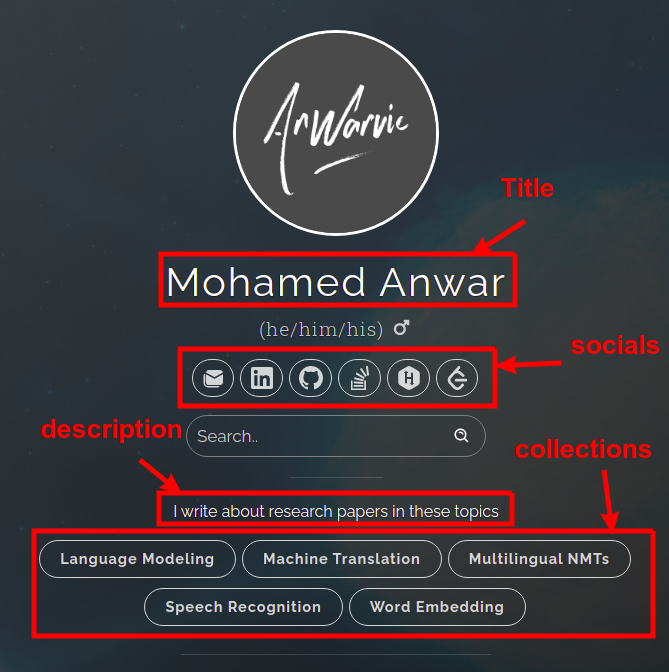 AnWarvic
Title
Mohamed Anwar
(he/him/his)
socials
Search..
description
collections
I write about research papers in these topics
Language Modeling Machine Translation Multilingual NMTs
Speech Recognition Word Embedding